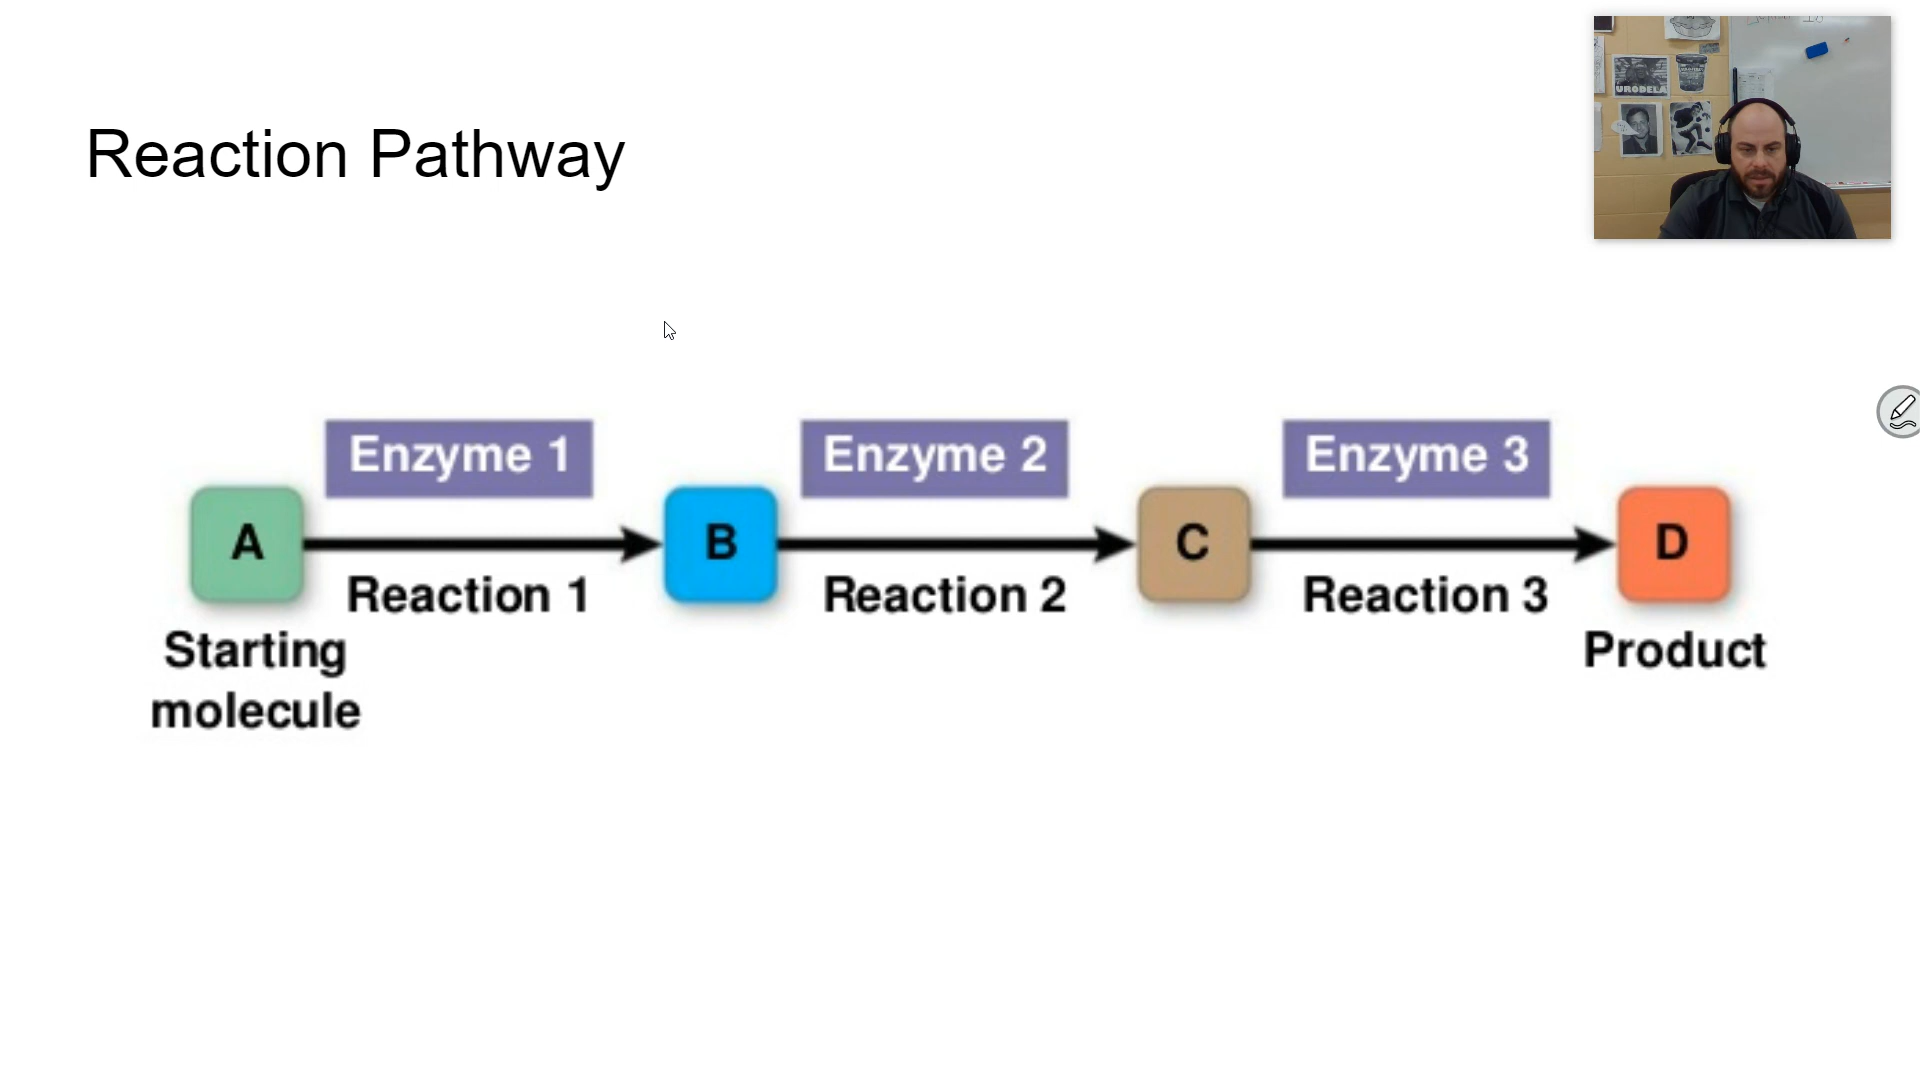 Reaction Pathway
URODELA
Enzyme 1
Enzyme 2
Enzyme 3
A
B
C
D
Reaction 1
Reaction 2
Reaction 3
Starting
molecule
Product